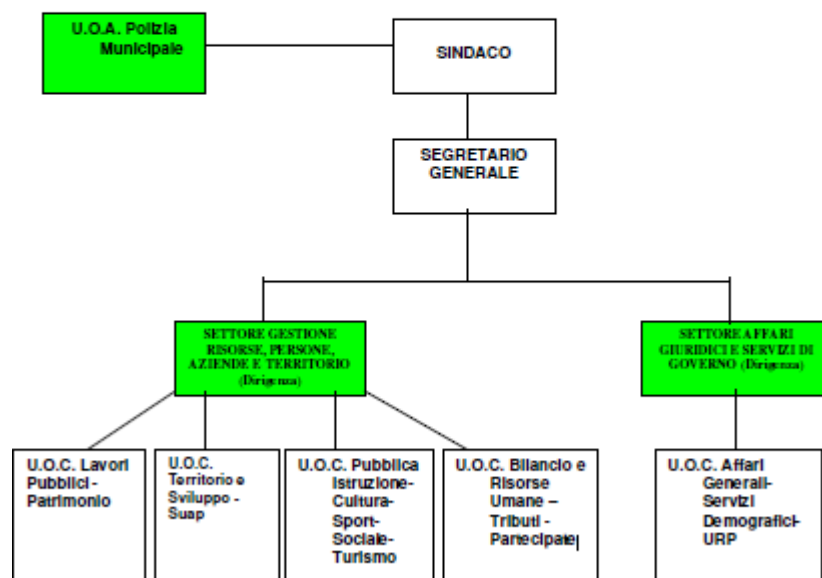 U.O.A. Polizia
Municipale
SINDACO
SEGRETARIO
GENERALE
SETTORE GESTIONE
RISORSE, PERSONE,
AZIENDE E TERRITORIO
(Dirigenza)
SETTORE AFFARI
GIURIDICI E SERVIZI DI
GOVERNO (Dirigenza)
U.O.C. Lavori
Pubblici -
Patrimonio
U.O.C.
Territorio e
Sviluppo -
Suap
U.O.C. Pubblica
Istruzione-
Cultura-
Sport-
Sociale-
Turismo
U.O.C. Bilancio e
Risorse
Umane –
Tributi -
Partecipate
U.O.C. Affari
Generali-
Servizi
Demografici-
URP